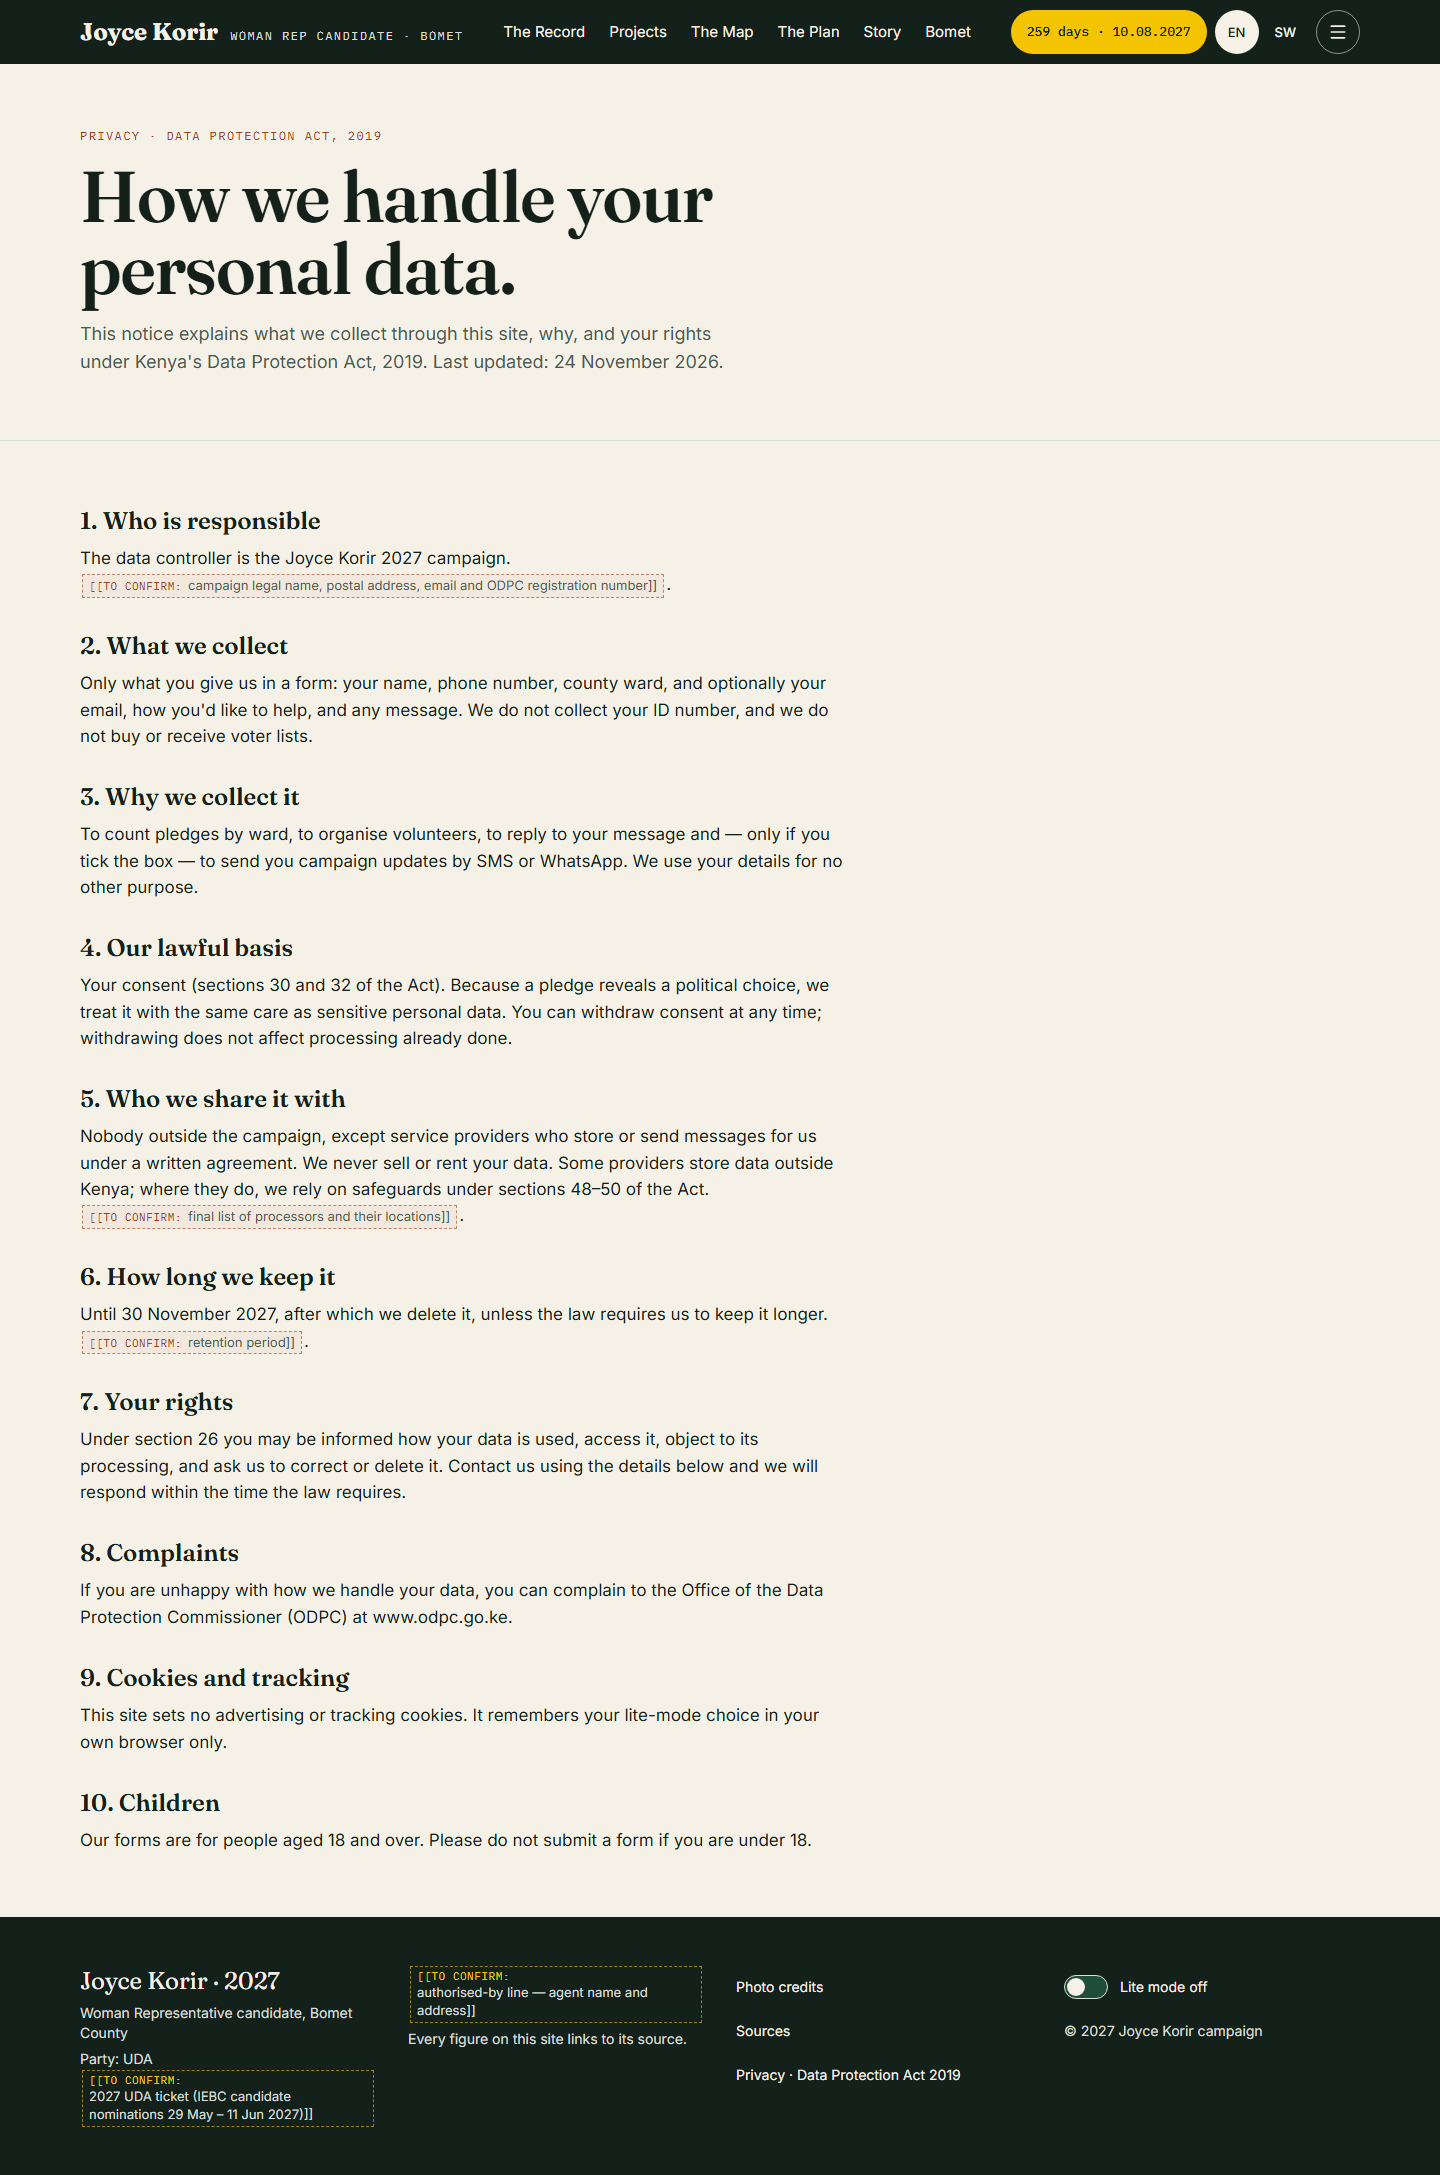 Joyce Korir WOMAN REP CANDIDATE · BOMET The Record Projects The Map The Plan Story Bomet 259 days · 10.08.2027 EN SW
PRIVACY · DATA PROTECTION ACT, 2019
How we handle your
personal data.
This notice explains what we collect through this site, why, and your rights
under Kenya's Data Protection Act, 2019. Last updated: 24 November 2026.
1. Who is responsible
The data controller is the Joyce Korir 2027 campaign.
[[TO CONFIRM: campaign legal name, postal address, email and ODPC registration number]] .
2. What we collect
Only what you give us in a form: your name, phone number, county ward, and optionally your
email, how you'd like to help, and any message. We do not collect your ID number, and we do
not buy or receive voter lists.
3. Why we collect it
To count pledges by ward, to organise volunteers, to reply to your message and — only if you
tick the box — to send you campaign updates by SMS or WhatsApp. We use your details for no
other purpose.
4. Our lawful basis
Your consent (sections 30 and 32 of the Act). Because a pledge reveals a political choice, we
treat it with the same care as sensitive personal data. You can withdraw consent at any time;
withdrawing does not affect processing already done.
5. Who we share it with
Nobody outside the campaign, except service providers who store or send messages for us
under a written agreement. We never sell or rent your data. Some providers store data outside
Kenya; where they do, we rely on safeguards under sections 48–50 of the Act.
[[TO CONFIRM: final list of processors and their locations]] .
6. How long we keep it
Until 30 November 2027, after which we delete it, unless the law requires us to keep it longer.
[[TO CONFIRM: retention period]] .
7. Your rights
Under section 26 you may be informed how your data is used, access it, object to its
processing, and ask us to correct or delete it. Contact us using the details below and we will
respond within the time the law requires.
8. Complaints
If you are unhappy with how we handle your data, you can complain to the Office of the Data
Protection Commissioner (ODPC) at www.odpc.go.ke.
9. Cookies and tracking
This site sets no advertising or tracking cookies. It remembers your lite-mode choice in your
own browser only.
10. Children
Our forms are for people aged 18 and over. Please do not submit a form if you are under 18.
Joyce Korir · 2027
Woman Representative candidate, Bomet
County
Party: UDA
[[TO CONFIRM:
2027 UDA ticket (IEBC candidate
nominations 29 May – 11 Jun 2027)]]
[[TO CONFIRM:
authorised-by line — agent name and
address]]
Every figure on this site links to its source.
Photo credits
Sources
Privacy · Data Protection Act 2019
Lite mode off
© 2027 Joyce Korir campaign